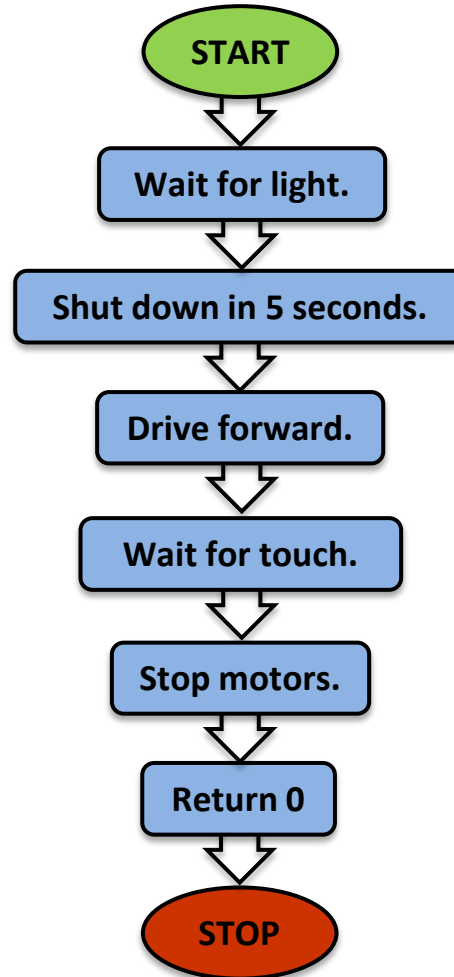 START
Wait for light.
Shut down in 5 seconds.
Drive forward.
Wait for touch.
Stop motors.
Return 0
STOP